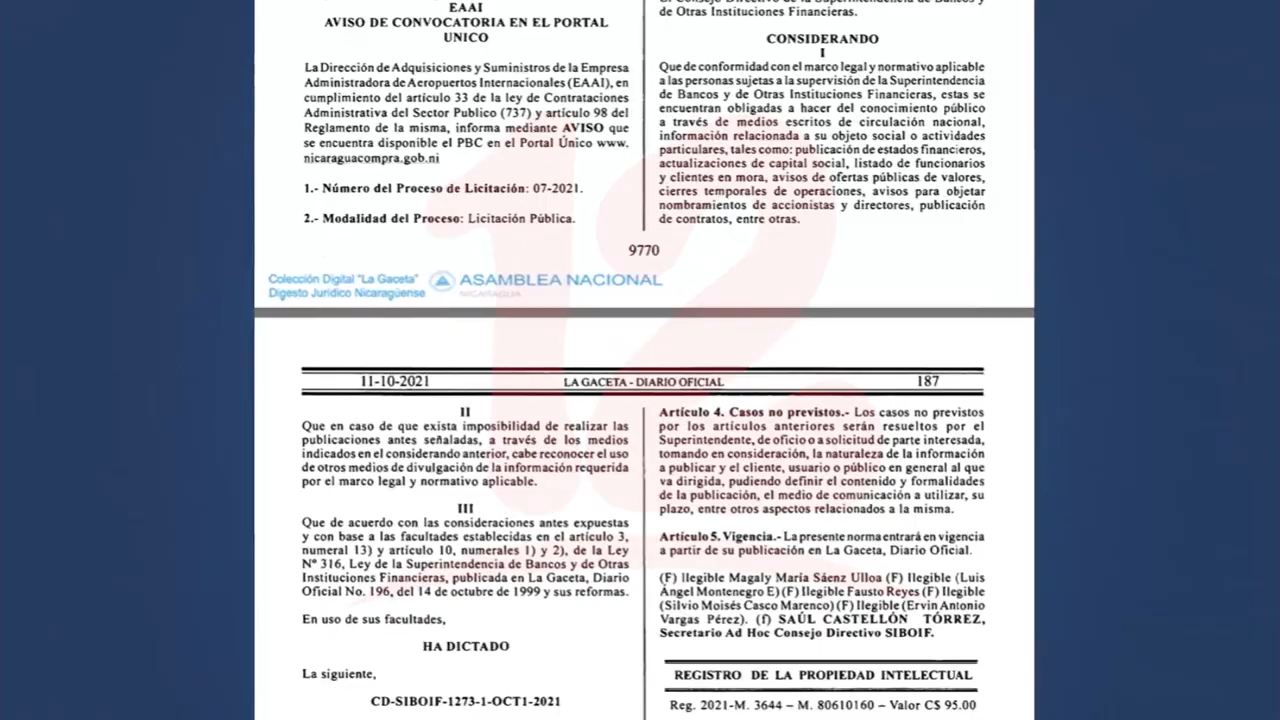 EAAI
AVISO DE CONVOCATORIA EN EL PORTAL
UNICO
La Dirección de Adquisiciones y Suministros de la Empresa
Administradora de Aeropuertos Internacionales (EAAI), en
cumplimiento del artículo 33 de la ley de Contrataciones
Administrativa del Sector Publico (737) y artículo 98 del
Reglamento de la misma, informa mediante AVISO que
se encuentra disponible el PBC en el Portal Único www.
nicaraguacompra.gob.ni
1.- Número del Proceso de Licitación: 07-2021.
2.- Modalidad del Proceso: Licitación Pública.
de Otras Instituciones Financieras.
CONSIDERANDO
I
Que de conformidad con el marco legal y normativo aplicable
a las personas sujetas a la supervisión de la Superintendencia
de Bancos y de Otras Instituciones Financieras, estas se
encuentran obligadas a hacer del conocimiento público
a través de medios escritos de circulación nacional,
información relacionada a su objeto social o actividades
particulares, tales como: publicación de estados financieros,
actualizaciones de capital social, listado de funcionarios
y clientes en mora, avisos de ofertas públicas de valores,
cierres temporales de operaciones, avisos para objetar
nombramientos de accionistas y directores, publicación
de contratos, entre otras.
9770
Colección Digital "La Gaceta"
Digesto Jurídico Nicaragüense
ASAMBLEA NACIONAL
NICARAGUA
12
11-10-2021 LA GACETA - DIARIO OFICIAL 187
II
Que en caso de que exista imposibilidad de realizar las
publicaciones antes señaladas, a través de los medios
indicados en el considerando anterior, cabe reconocer el uso
de otros medios de divulgación de la información requerida
por el marco legal y normativo aplicable.
III
Que de acuerdo con las consideraciones antes expuestas
y con base a las facultades establecidas en el artículo 3,
numeral 13) y artículo 10, numerales 1) y 2), de la Ley
N° 316, Ley de la Superintendencia de Bancos y de Otras
Instituciones Financieras, publicada en La Gaceta, Diario
Oficial No. 196, del 14 de octubre de 1999 y sus reformas.
En uso de sus facultades,
HA DICTADO
La siguiente,
CD-SIBOIF-1273-1-OCT1-2021
Artículo 4. Casos no previstos.- Los casos no previstos
por los artículos anteriores serán resueltos por el
Superintendente, de oficio o a solicitud de parte interesada,
tomando en consideración, la naturaleza de la información
a publicar y el cliente, usuario o público en general al que
va dirigida, pudiendo definir el contenido y formalidades
de la publicación, el medio de comunicación a utilizar, su
plazo, entre otros aspectos relacionados a la misma.
Artículo 5. Vigencia.- La presente norma entrará en vigencia
a partir de su publicación en La Gaceta, Diario Oficial.
(F) Ilegible Magaly María Sáenz Ulloa (F) Ilegible (Luis
Ángel Montenegro E) (F) Ilegible Fausto Reyes (F) Ilegible
(Silvio Moisés Casco Marenco) (F) Ilegible (Ervin Antonio
Vargas Pérez). (f) SAÚL CASTELLÓN TÓRREZ,
Secretario Ad Hoc Consejo Directivo SIBOIF.
REGISTRO DE LA PROPIEDAD INTELECTUAL
Reg. 2021-M. 3644 – M. 80610160 – Valor C$ 95.00